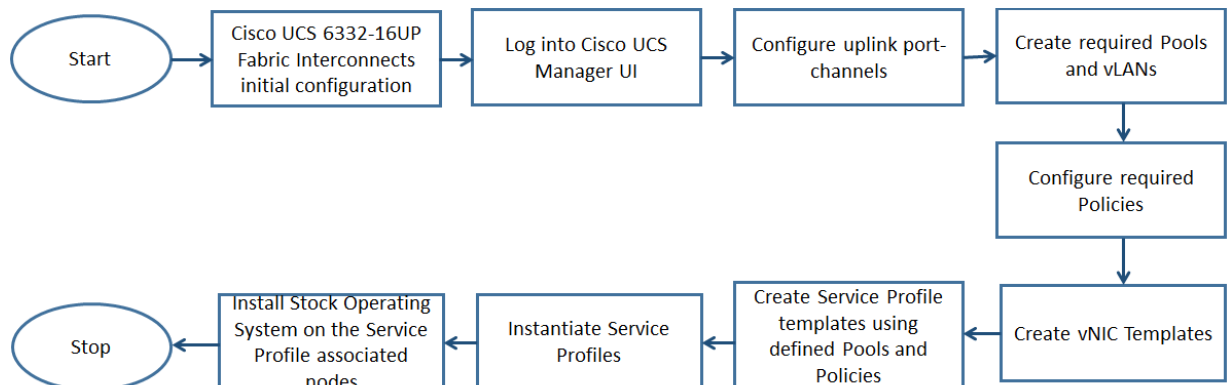 Start
Cisco UCS 6332-16UP
Fabric Interconnects
initial configuration
Log into Cisco UCS
Manager UI
Configure uplink port-
channels
Create required Pools
and vLANs
Configure required
Policies
Create vNIC Templates
Create Service Profile
templates using
defined Pools and
Policies
Instantiate Service
Profiles
Install Stock Operating
System on the Service
Profile associated
nodes
Stop